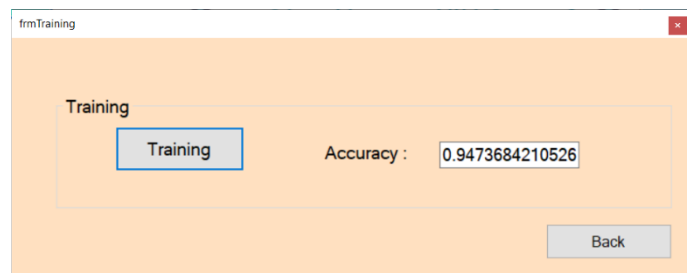 frmTraining
Training
Training
Accuracy :
0.9473684210526
Back